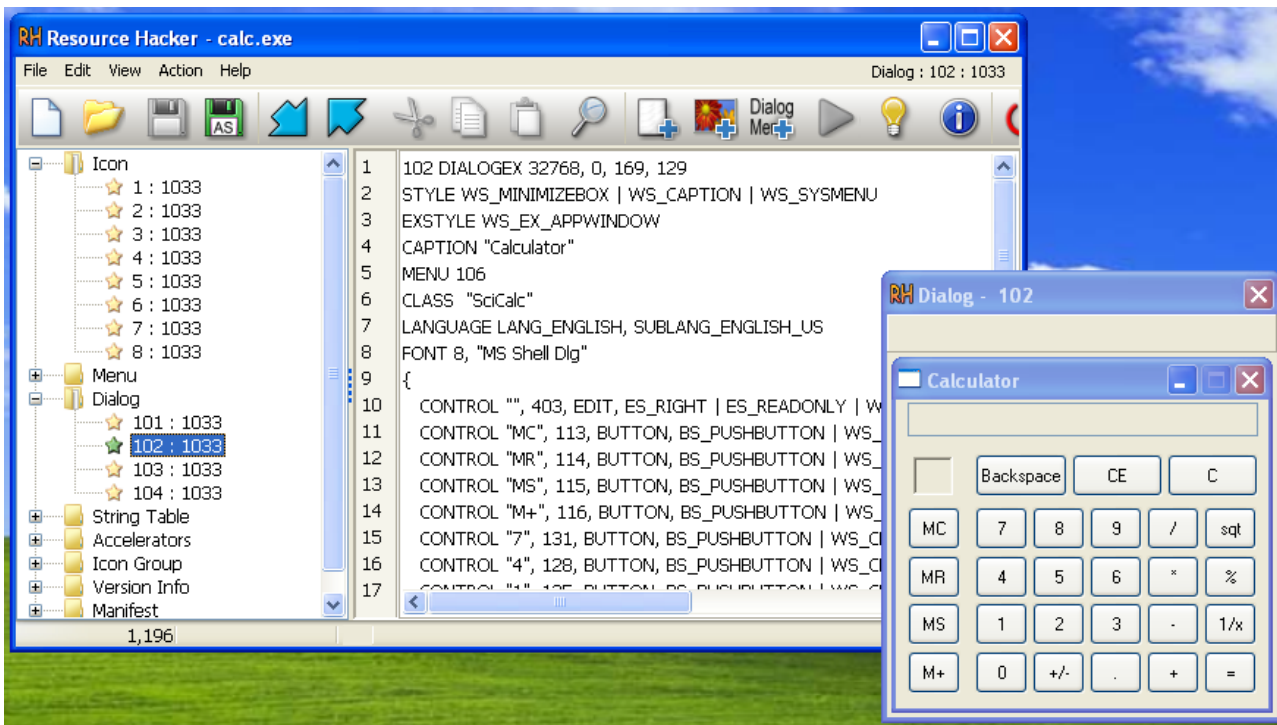 RH Resource Hacker - calc.exe
File Edit View Action Help
Dialog : 102 : 1033
AS
Dialog
Icon
1 : 1033
2 : 1033
3 : 1033
4 : 1033
5 : 1033
6 : 1033
7 : 1033
8 : 1033
Menu
Dialog
101 : 1033
102 : 1033
103 : 1033
104 : 1033
String Table
Accelerators
Icon Group
Version Info
Manifest
1 102 DIALOGEX 32768, 0, 169, 129
2 STYLE WS_MINIMIZEBOX | WS_CAPTION | WS_SYSMENU
3 EXSTYLE WS_EX_APPWINDOW
4 CAPTION "Calculator"
5 MENU 106
6 CLASS "SciCalc"
7 LANGUAGE LANG_ENGLISH, SUBLANG_ENGLISH_US
8 FONT 8, "MS Shell Dlg"
9 {
10 CONTROL "", 403, EDIT, ES_RIGHT | ES_READONLY | W
11 CONTROL "MC", 113, BUTTON, BS_PUSHBUTTON | WS_
12 CONTROL "MR", 114, BUTTON, BS_PUSHBUTTON | WS_
13 CONTROL "MS", 115, BUTTON, BS_PUSHBUTTON | WS_
14 CONTROL "M+", 116, BUTTON, BS_PUSHBUTTON | WS_
15 CONTROL "7", 131, BUTTON, BS_PUSHBUTTON | WS_C
16 CONTROL "4", 128, BUTTON, BS_PUSHBUTTON | WS_C
17
1,196
RH Dialog - 102
Calculator
Backspace CE C
MC 7 8 9 / sqt
MR 4 5 6 * %
MS 1 2 3 - 1/x
M+ 0 +/- . + =